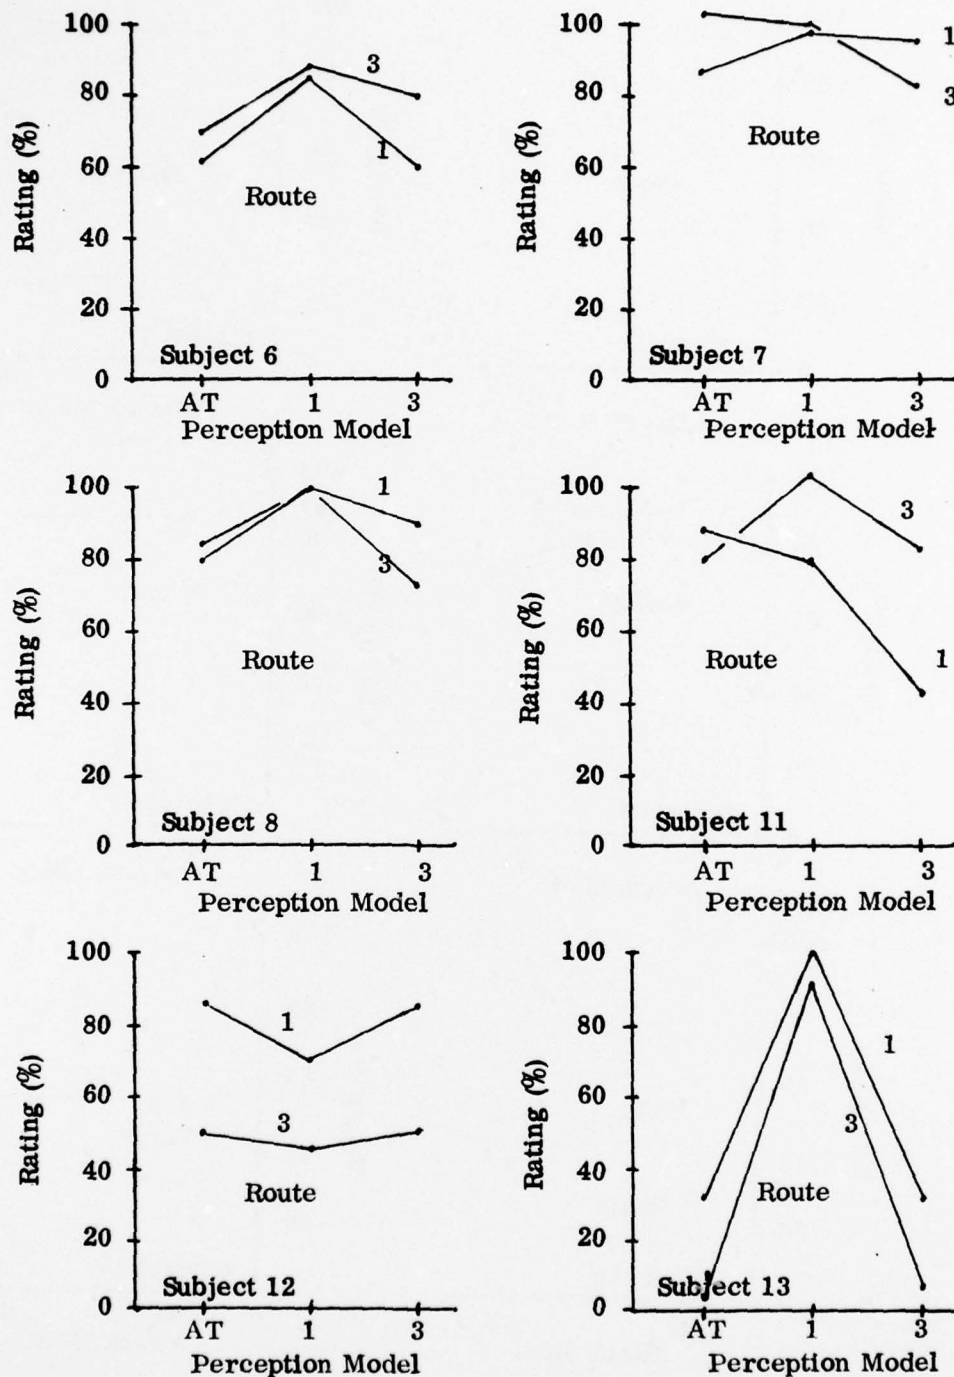 100
80
60
40
20
0
Rating (%)
3
1
Route
Subject 6
AT 1 3
Perception Model
100
80
60
40
20
0
Rating (%)
1
3
Route
Subject 7
AT 1 3
Perception Model
100
80
60
40
20
0
Rating (%)
1
3
Route
Subject 8
AT 1 3
Perception Model
100
80
60
40
20
0
Rating (%)
3
1
Route
Subject 11
AT 1 3
Perception Model
100
80
60
40
20
0
Rating (%)
1
3
Route
Subject 12
AT 1 3
Perception Model
100
80
60
40
20
0
Rating (%)
1
3
Route
Subject 13
AT 1 3
Perception Model